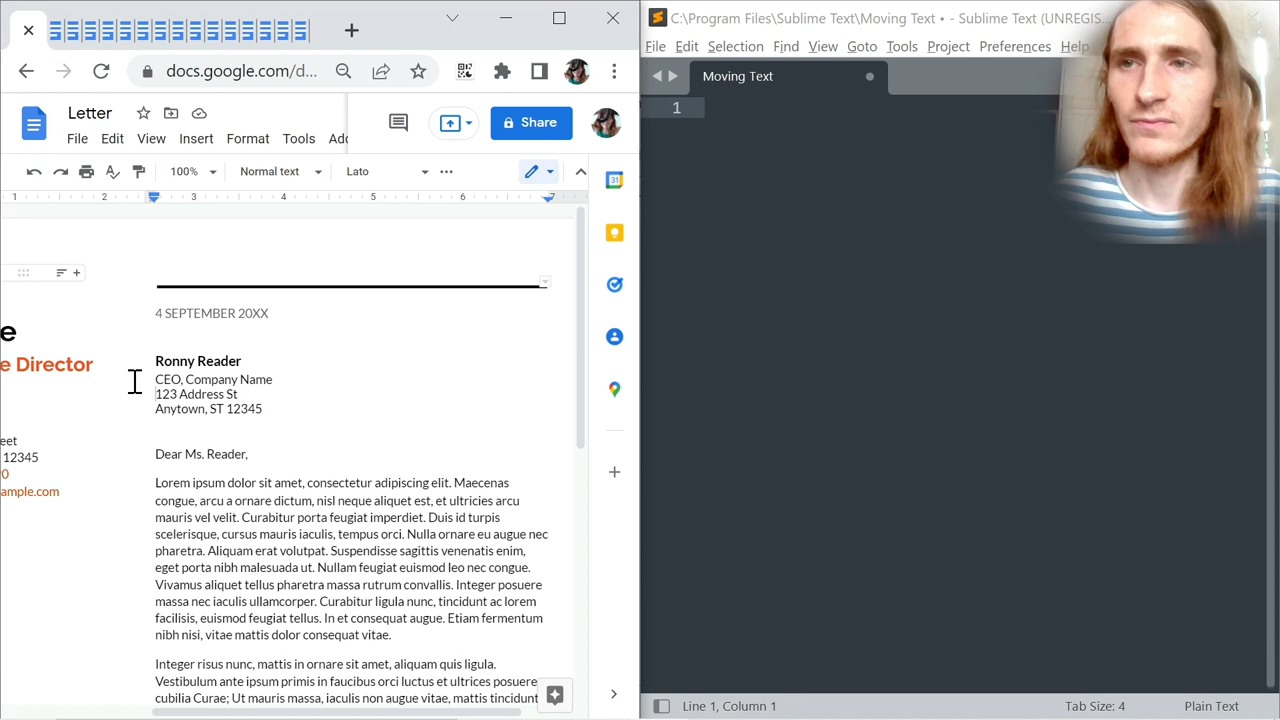 docs.google.com/d...
Letter
Share
File Edit View Insert Format Tools
100% Normal text Lato
1 2 3 4 5 6 7
4 SEPTEMBER 20XX
e
e Director
Ronny Reader
CEO, Company Name
123 Address St
Anytown, ST 12345
eet
12345
ample.com
Dear Ms. Reader,
Lorem ipsum dolor sit amet, consectetur adipiscing elit. Maecenas
congue, arcu a ornare dictum, nisl neque aliquet est, et ultricies arcu
mauris vel velit. Curabitur porta feugiat imperdiet. Duis id turpis
scelerisque, cursus mauris iaculis, tempus orci. Nulla ornare eu augue nec
pharetra. Aliquam erat volutpat. Suspendisse sagittis venenatis enim,
eget porta nibh malesuada ut. Nullam feugiat euismod leo nec congue.
Vivamus aliquet tellus pharetra massa rutrum convallis. Integer posuere
massa nec iaculis ullamcorper. Curabitur ligula nunc, tincidunt ac lorem
facilisis, euismod feugiat tellus. In et consequat augue. Etiam fermentum
nibh nisi, vitae mattis dolor consequat vitae.
Integer risus nunc, mattis in ornare sit amet, aliquam quis ligula.
Vestibulum ante ipsum primis in faucibus orci luctus et ultrices posuere
cubilia Curae; Ut mauris massa, iaculis non augue vitae, mattis tincidunt
31
C:\Program Files\Sublime Text\Moving Text • - Sublime Text (UNREGIS...
File Edit Selection Find View Goto Tools Project Preferences Help
Moving Text
1
Line 1, Column 1
Tab Size: 4
Plain Text